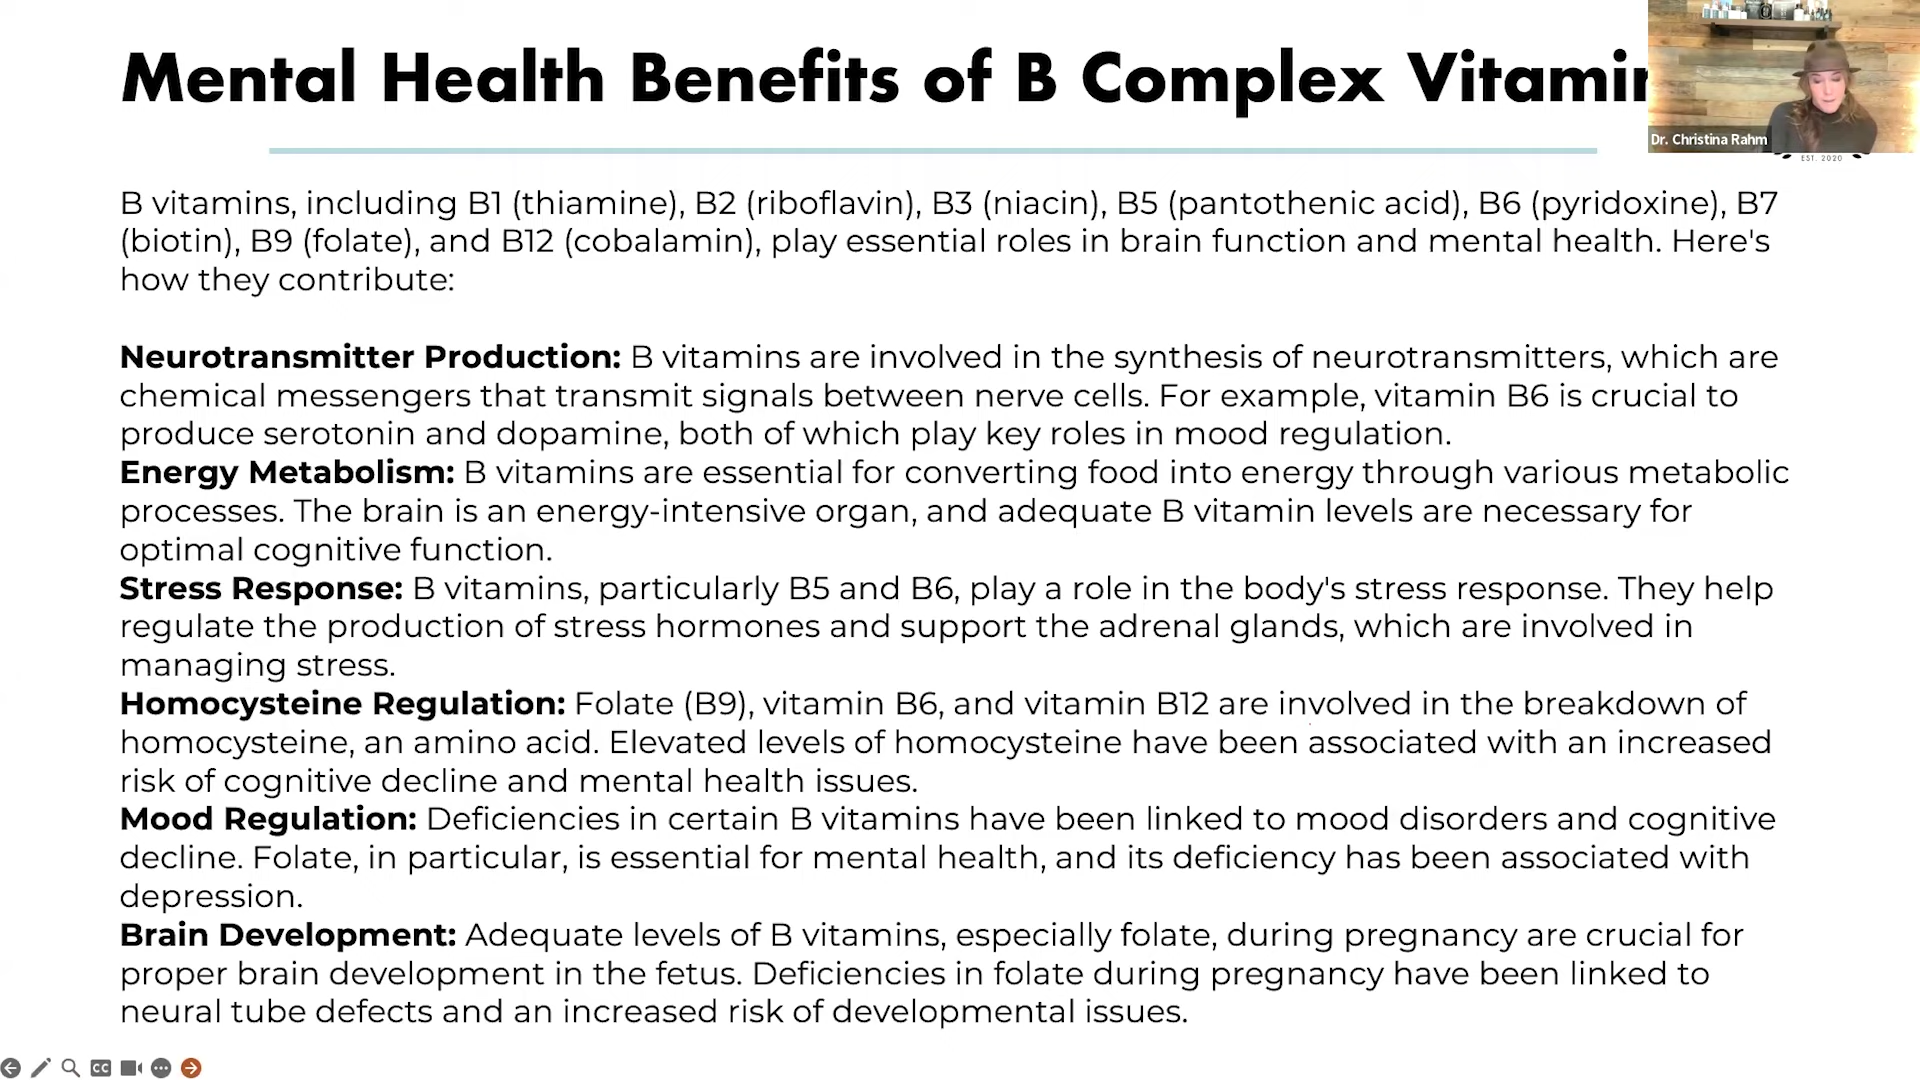 Mental Health Benefits of B Complex Vitamin
Dr. Christina Rahm
EST. 2020
B vitamins, including B1 (thiamine), B2 (riboflavin), B3 (niacin), B5 (pantothenic acid), B6 (pyridoxine), B7
(biotin), B9 (folate), and B12 (cobalamin), play essential roles in brain function and mental health. Here's
how they contribute:
Neurotransmitter Production: B vitamins are involved in the synthesis of neurotransmitters, which are
chemical messengers that transmit signals between nerve cells. For example, vitamin B6 is crucial to
produce serotonin and dopamine, both of which play key roles in mood regulation.
Energy Metabolism: B vitamins are essential for converting food into energy through various metabolic
processes. The brain is an energy-intensive organ, and adequate B vitamin levels are necessary for
optimal cognitive function.
Stress Response: B vitamins, particularly B5 and B6, play a role in the body's stress response. They help
regulate the production of stress hormones and support the adrenal glands, which are involved in
managing stress.
Homocysteine Regulation: Folate (B9), vitamin B6, and vitamin B12 are involved in the breakdown of
homocysteine, an amino acid. Elevated levels of homocysteine have been associated with an increased
risk of cognitive decline and mental health issues.
Mood Regulation: Deficiencies in certain B vitamins have been linked to mood disorders and cognitive
decline. Folate, in particular, is essential for mental health, and its deficiency has been associated with
depression.
Brain Development: Adequate levels of B vitamins, especially folate, during pregnancy are crucial for
proper brain development in the fetus. Deficiencies in folate during pregnancy have been linked to
neural tube defects and an increased risk of developmental issues.
CC